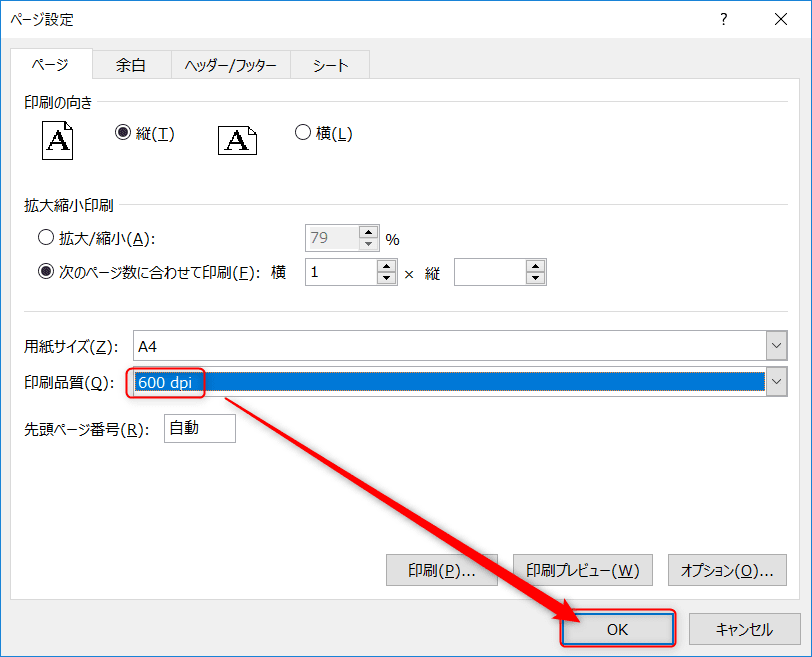 ページ設定 ? ×
ページ 余白 ヘッダー/フッター シート
印刷の向き
A 縦(T) A 横(L)
拡大縮小印刷
拡大/縮小(A): 79 %
次のページ数に合わせて印刷(F): 横 1 × 縦
用紙サイズ(Z): A4
印刷品質(Q): 600 dpi
先頭ページ番号(R): 自動
印刷(P)... 印刷プレビュー(W) オプション(O)...
OK キャンセル